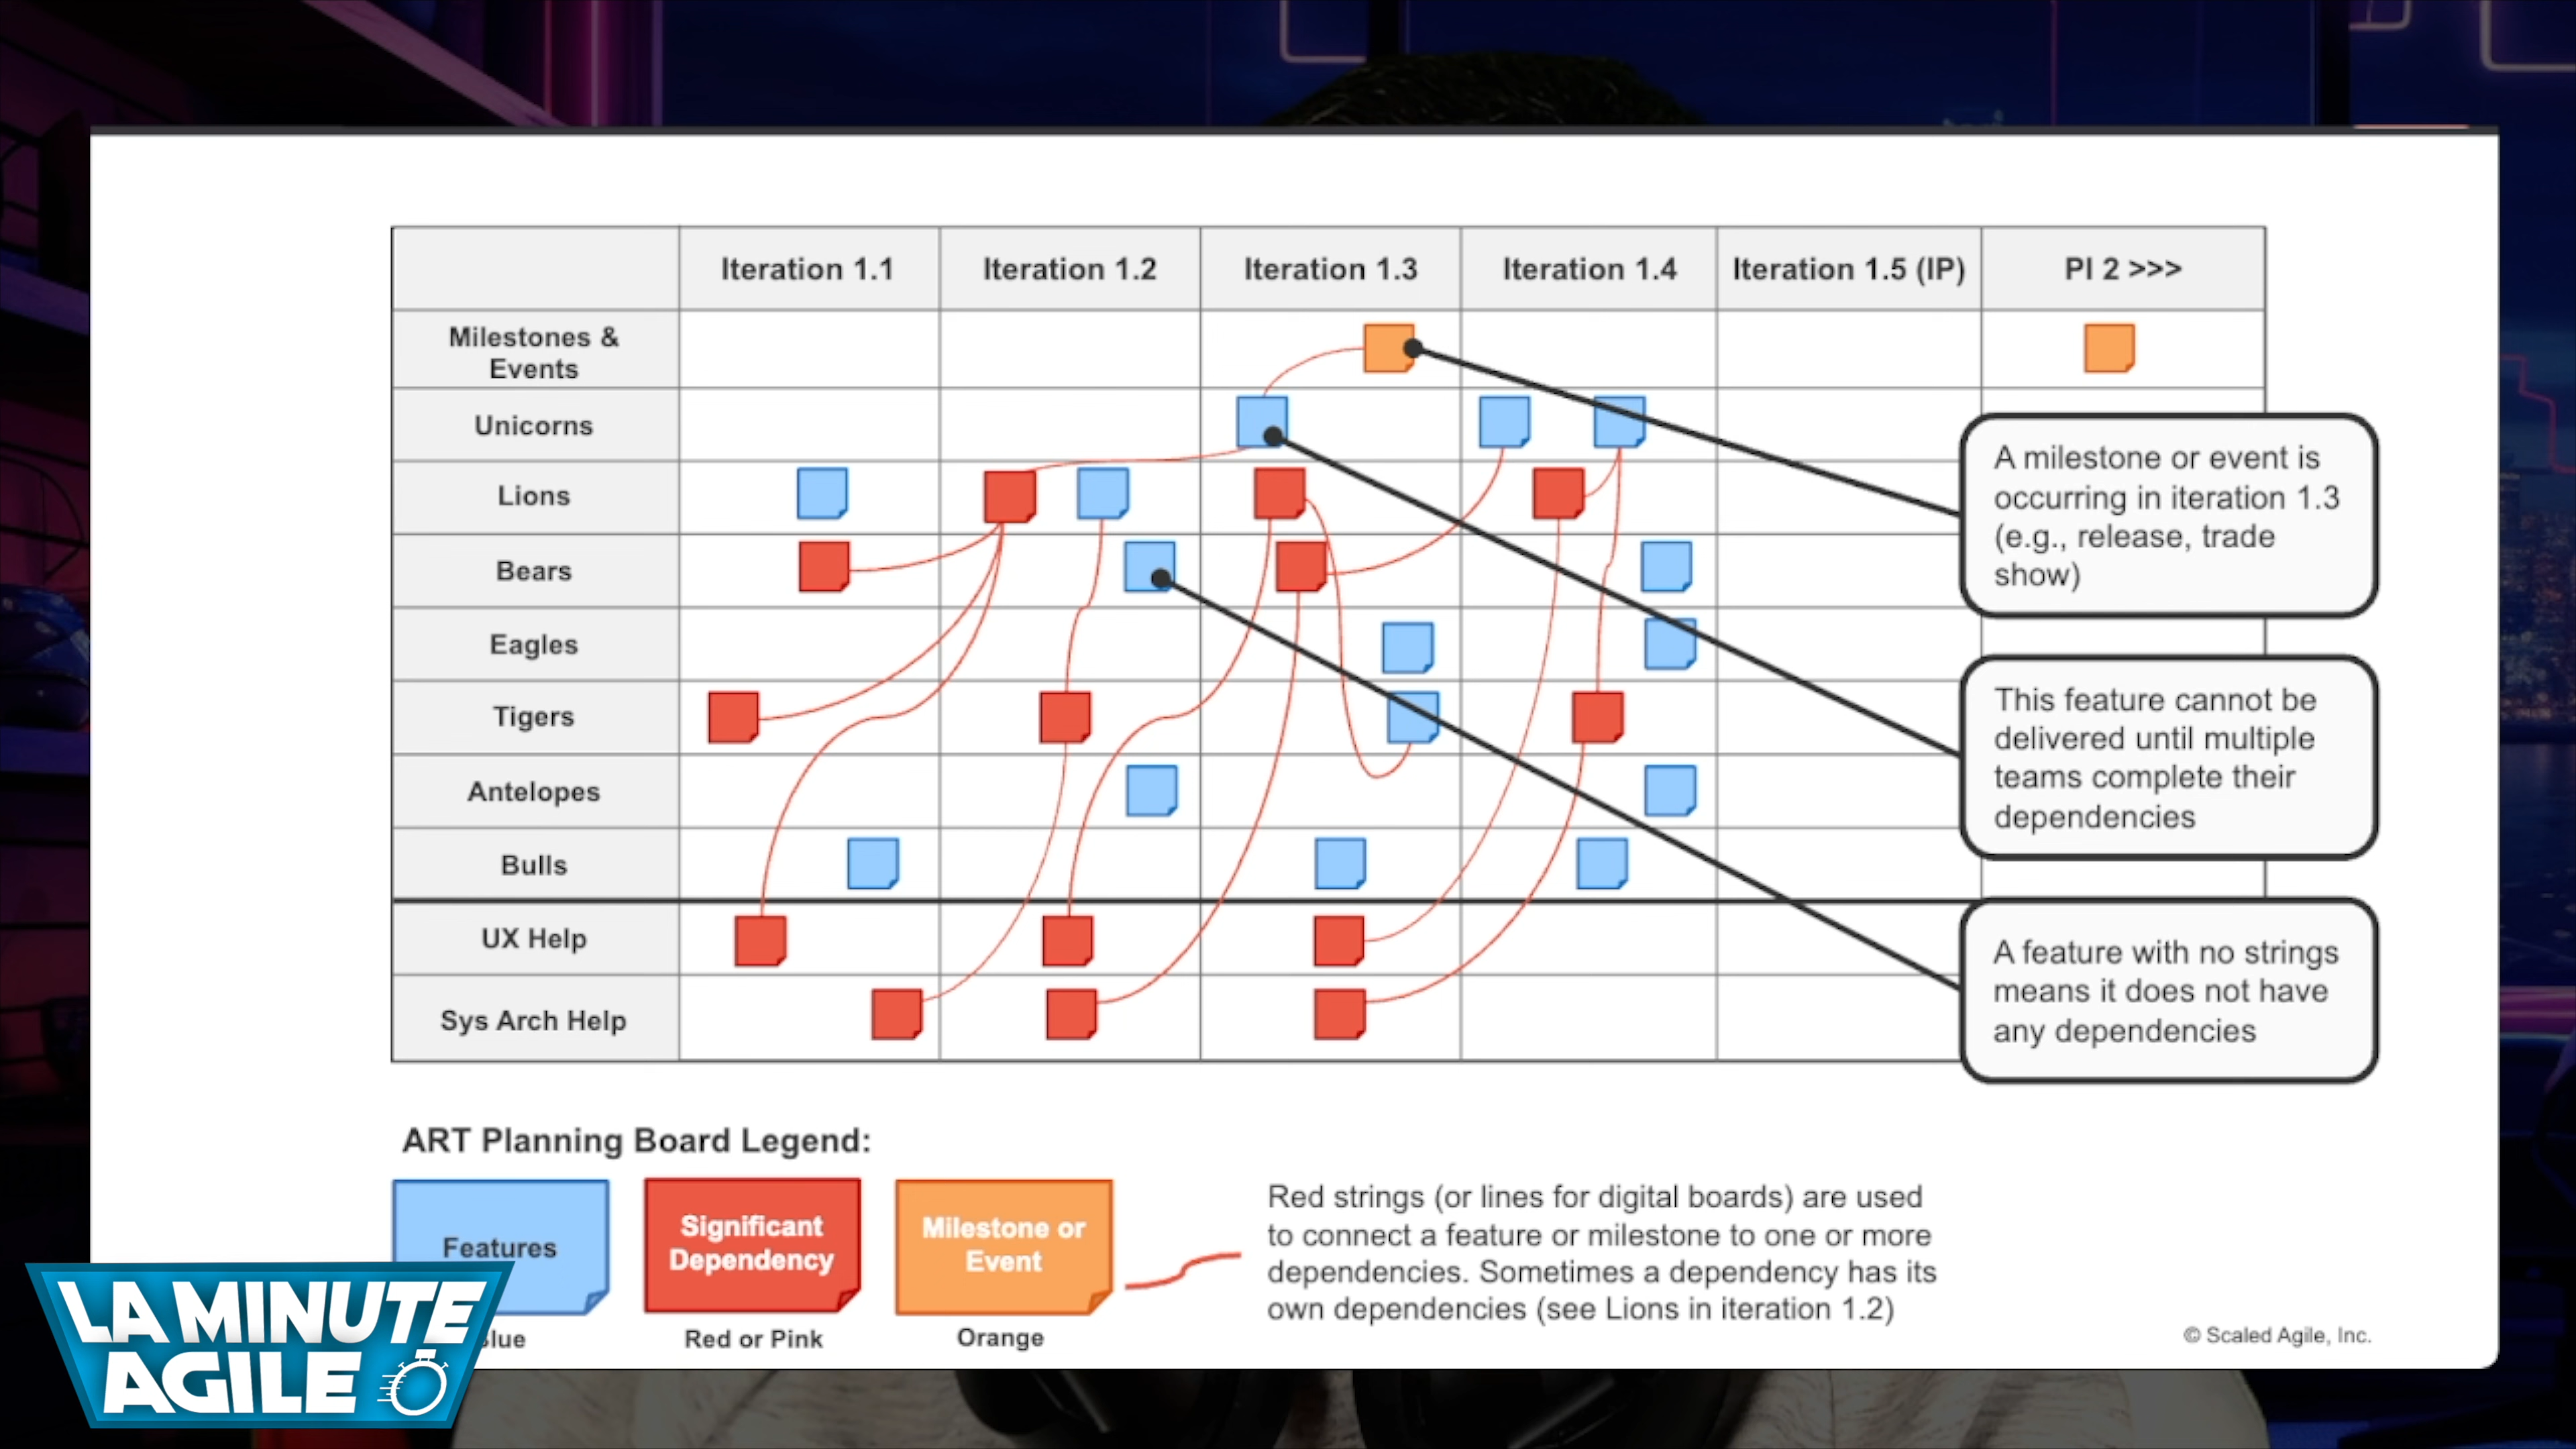 Iteration 1.1
Iteration 1.2
Iteration 1.3
Iteration 1.4
Iteration 1.5 (IP)
PI 2 >>>
Milestones &
Events
Unicorns
Lions
Bears
Eagles
Tigers
Antelopes
Bulls
UX Help
Sys Arch Help
A milestone or event is
occurring in iteration 1.3
(e.g., release, trade
show)
This feature cannot be
delivered until multiple
teams complete their
dependencies
A feature with no strings
means it does not have
any dependencies
ART Planning Board Legend:
Features
Significant
Dependency
Red or Pink
Milestone or
Event
Orange
Red strings (or lines for digital boards) are used
to connect a feature or milestone to one or more
dependencies. Sometimes a dependency has its
own dependencies (see Lions in iteration 1.2)
© Scaled Agile, Inc.
LA MINUTE
AGILE